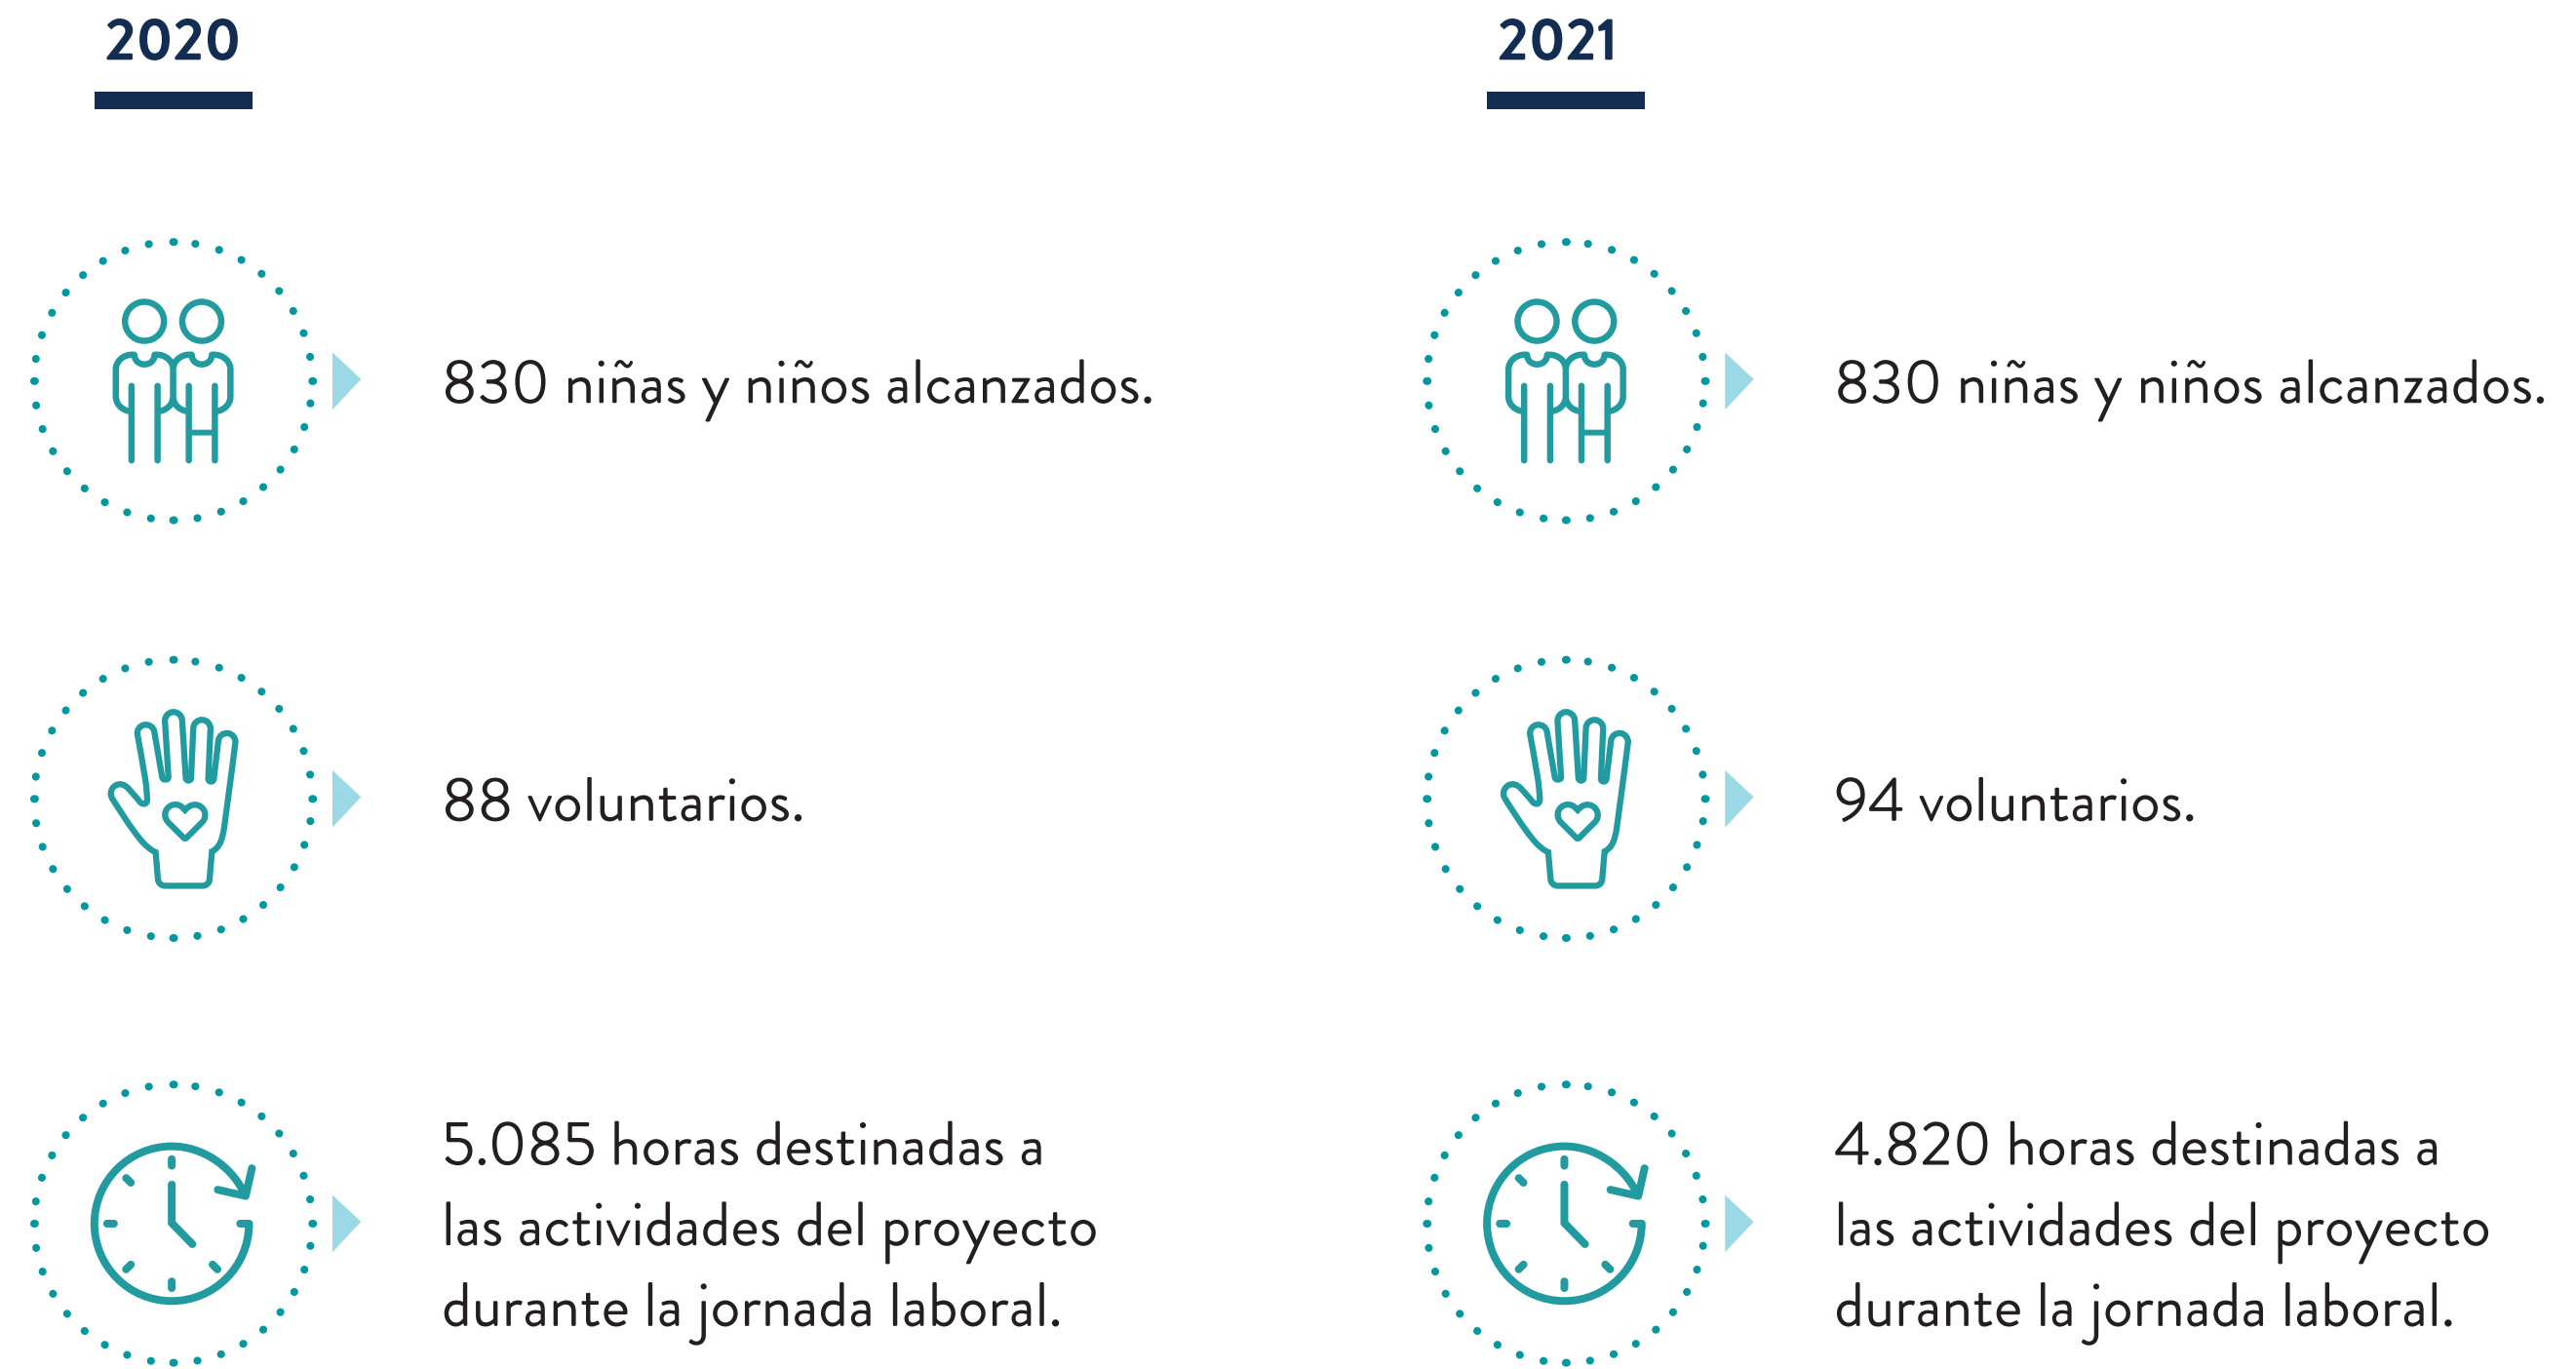 2020
830 niñas y niños alcanzados.
88 voluntarios.
5.085 horas destinadas a
las actividades del proyecto
durante la jornada laboral.
2021
830 niñas y niños alcanzados.
94 voluntarios.
4.820 horas destinadas a
las actividades del proyecto
durante la jornada laboral.